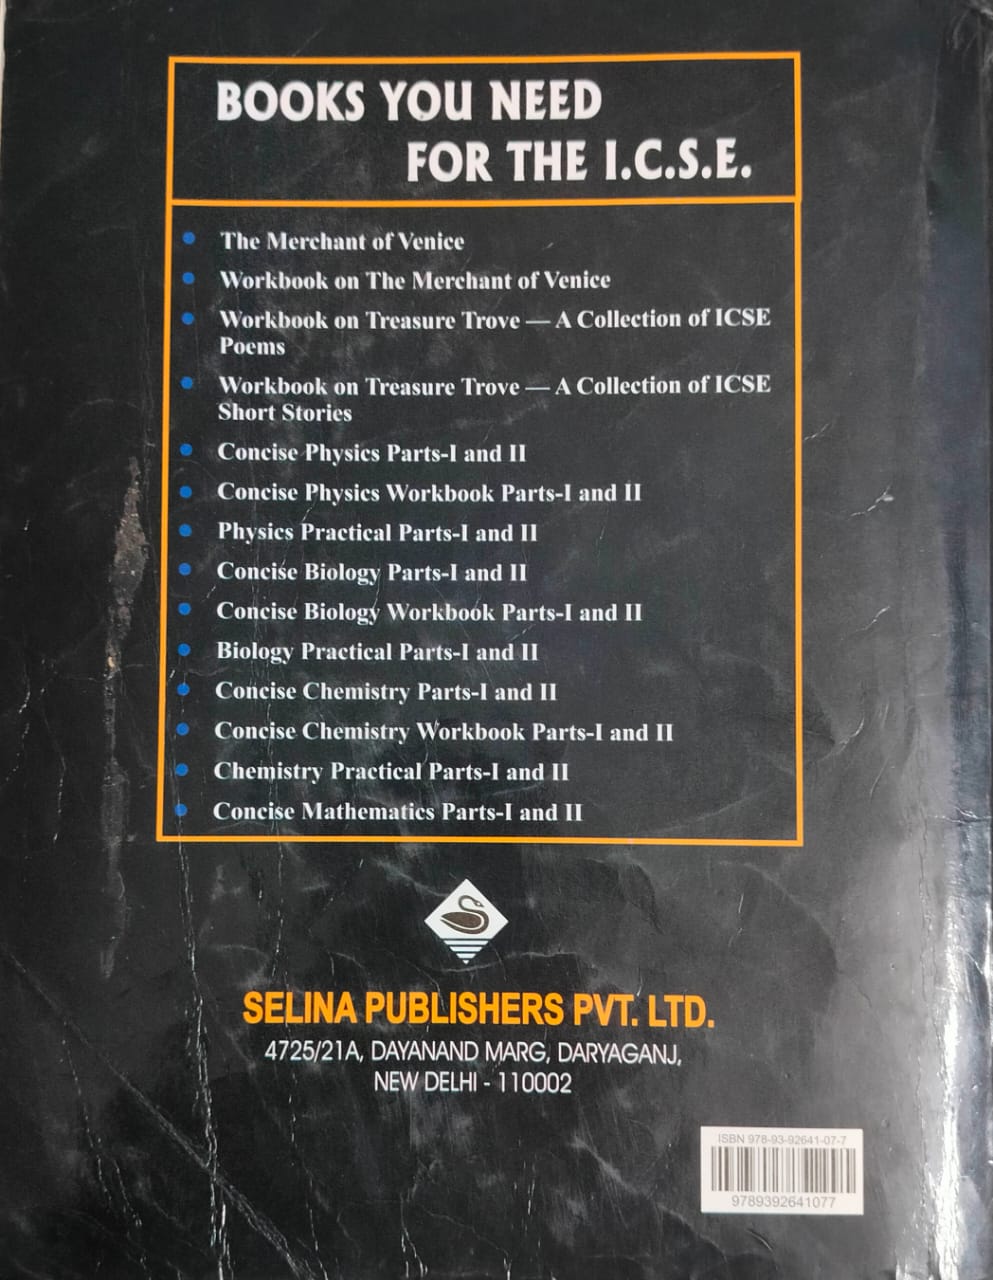 BOOKS YOU NEED
FOR THE I.C.S.E.
The Merchant of Venice
Workbook on The Merchant of Venice
Workbook on Treasure Trove — A Collection of ICSE
Poems
Workbook on Treasure Trove — A Collection of ICSE
Short Stories
Concise Physics Parts-I and II
Concise Physics Workbook Parts-I and II
Physics Practical Parts-I and II
Concise Biology Parts-I and II
Concise Biology Workbook Parts-I and II
Biology Practical Parts-I and II
Concise Chemistry Parts-I and II
Concise Chemistry Workbook Parts-I and II
Chemistry Practical Parts-I and II
Concise Mathematics Parts-I and II
SELINA PUBLISHERS PVT. LTD.
4725/21A, DAYANAND MARG, DARYAGANJ,
NEW DELHI - 110002
ISBN 978-93-92641-07-7
9789392641077